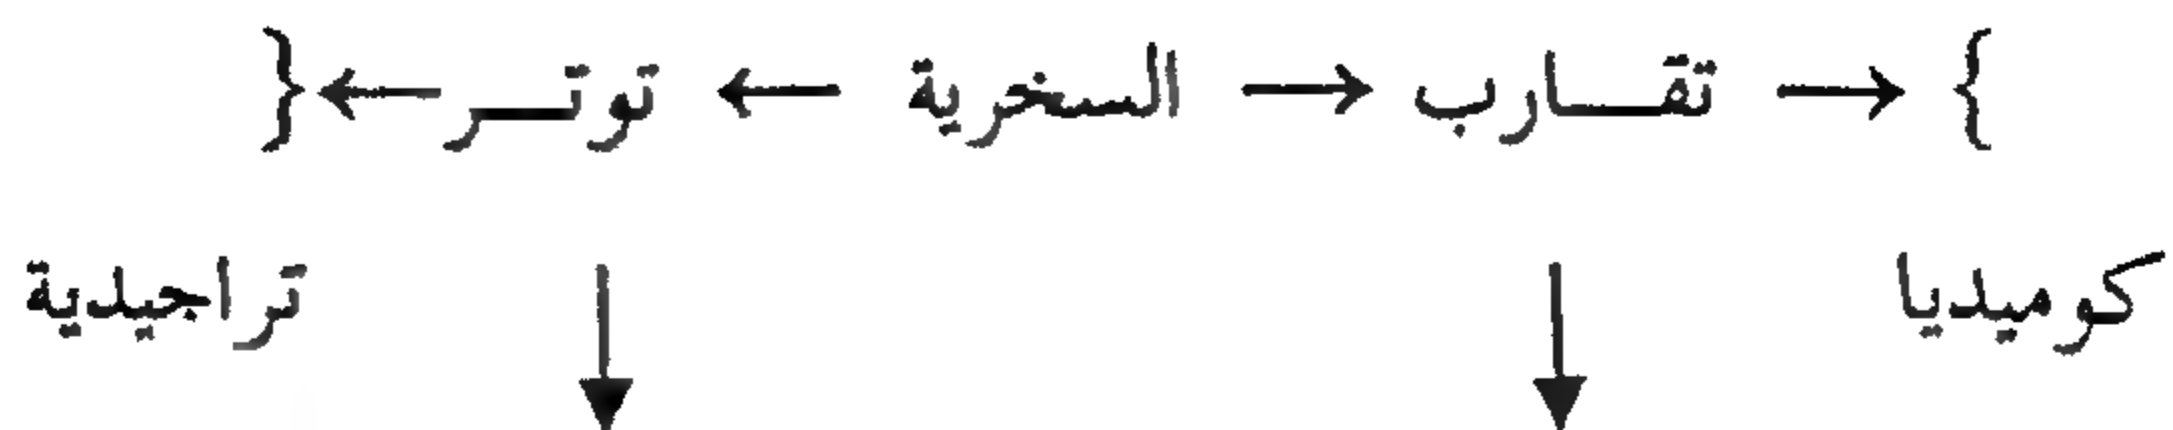 { ← تقارب ← السخرية → توتر → }
كوميديا تراجيدية